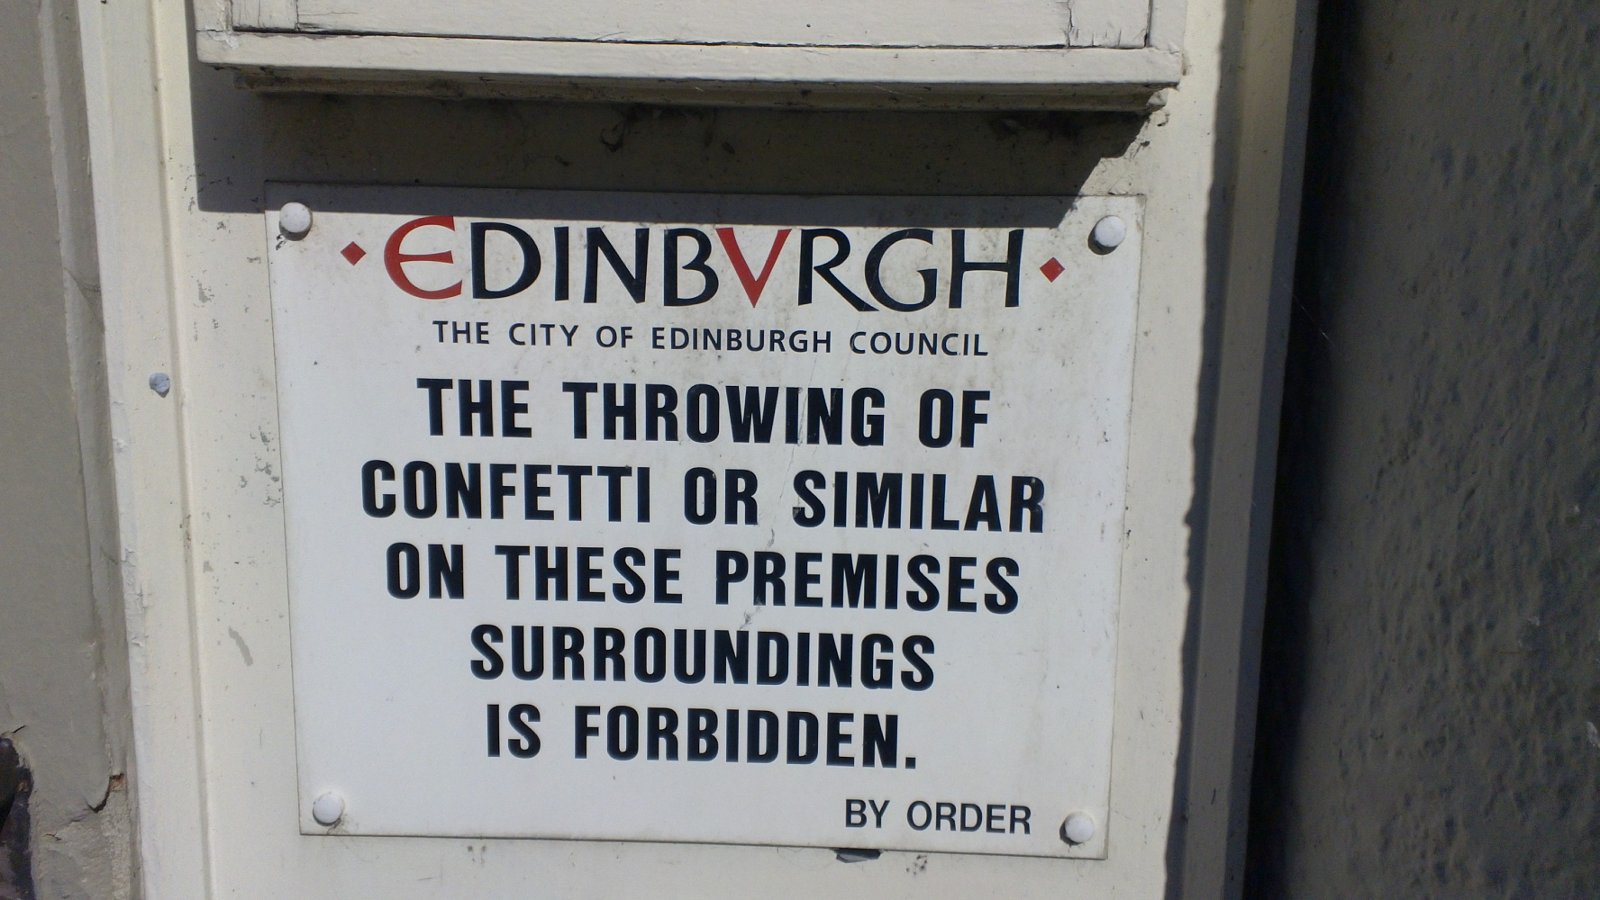 EDINBVRGH
THE CITY OF EDINBURGH COUNCIL
THE THROWING OF
CONFETTI OR SIMILAR
ON THESE PREMISES
SURROUNDINGS
IS FORBIDDEN.
BY ORDER